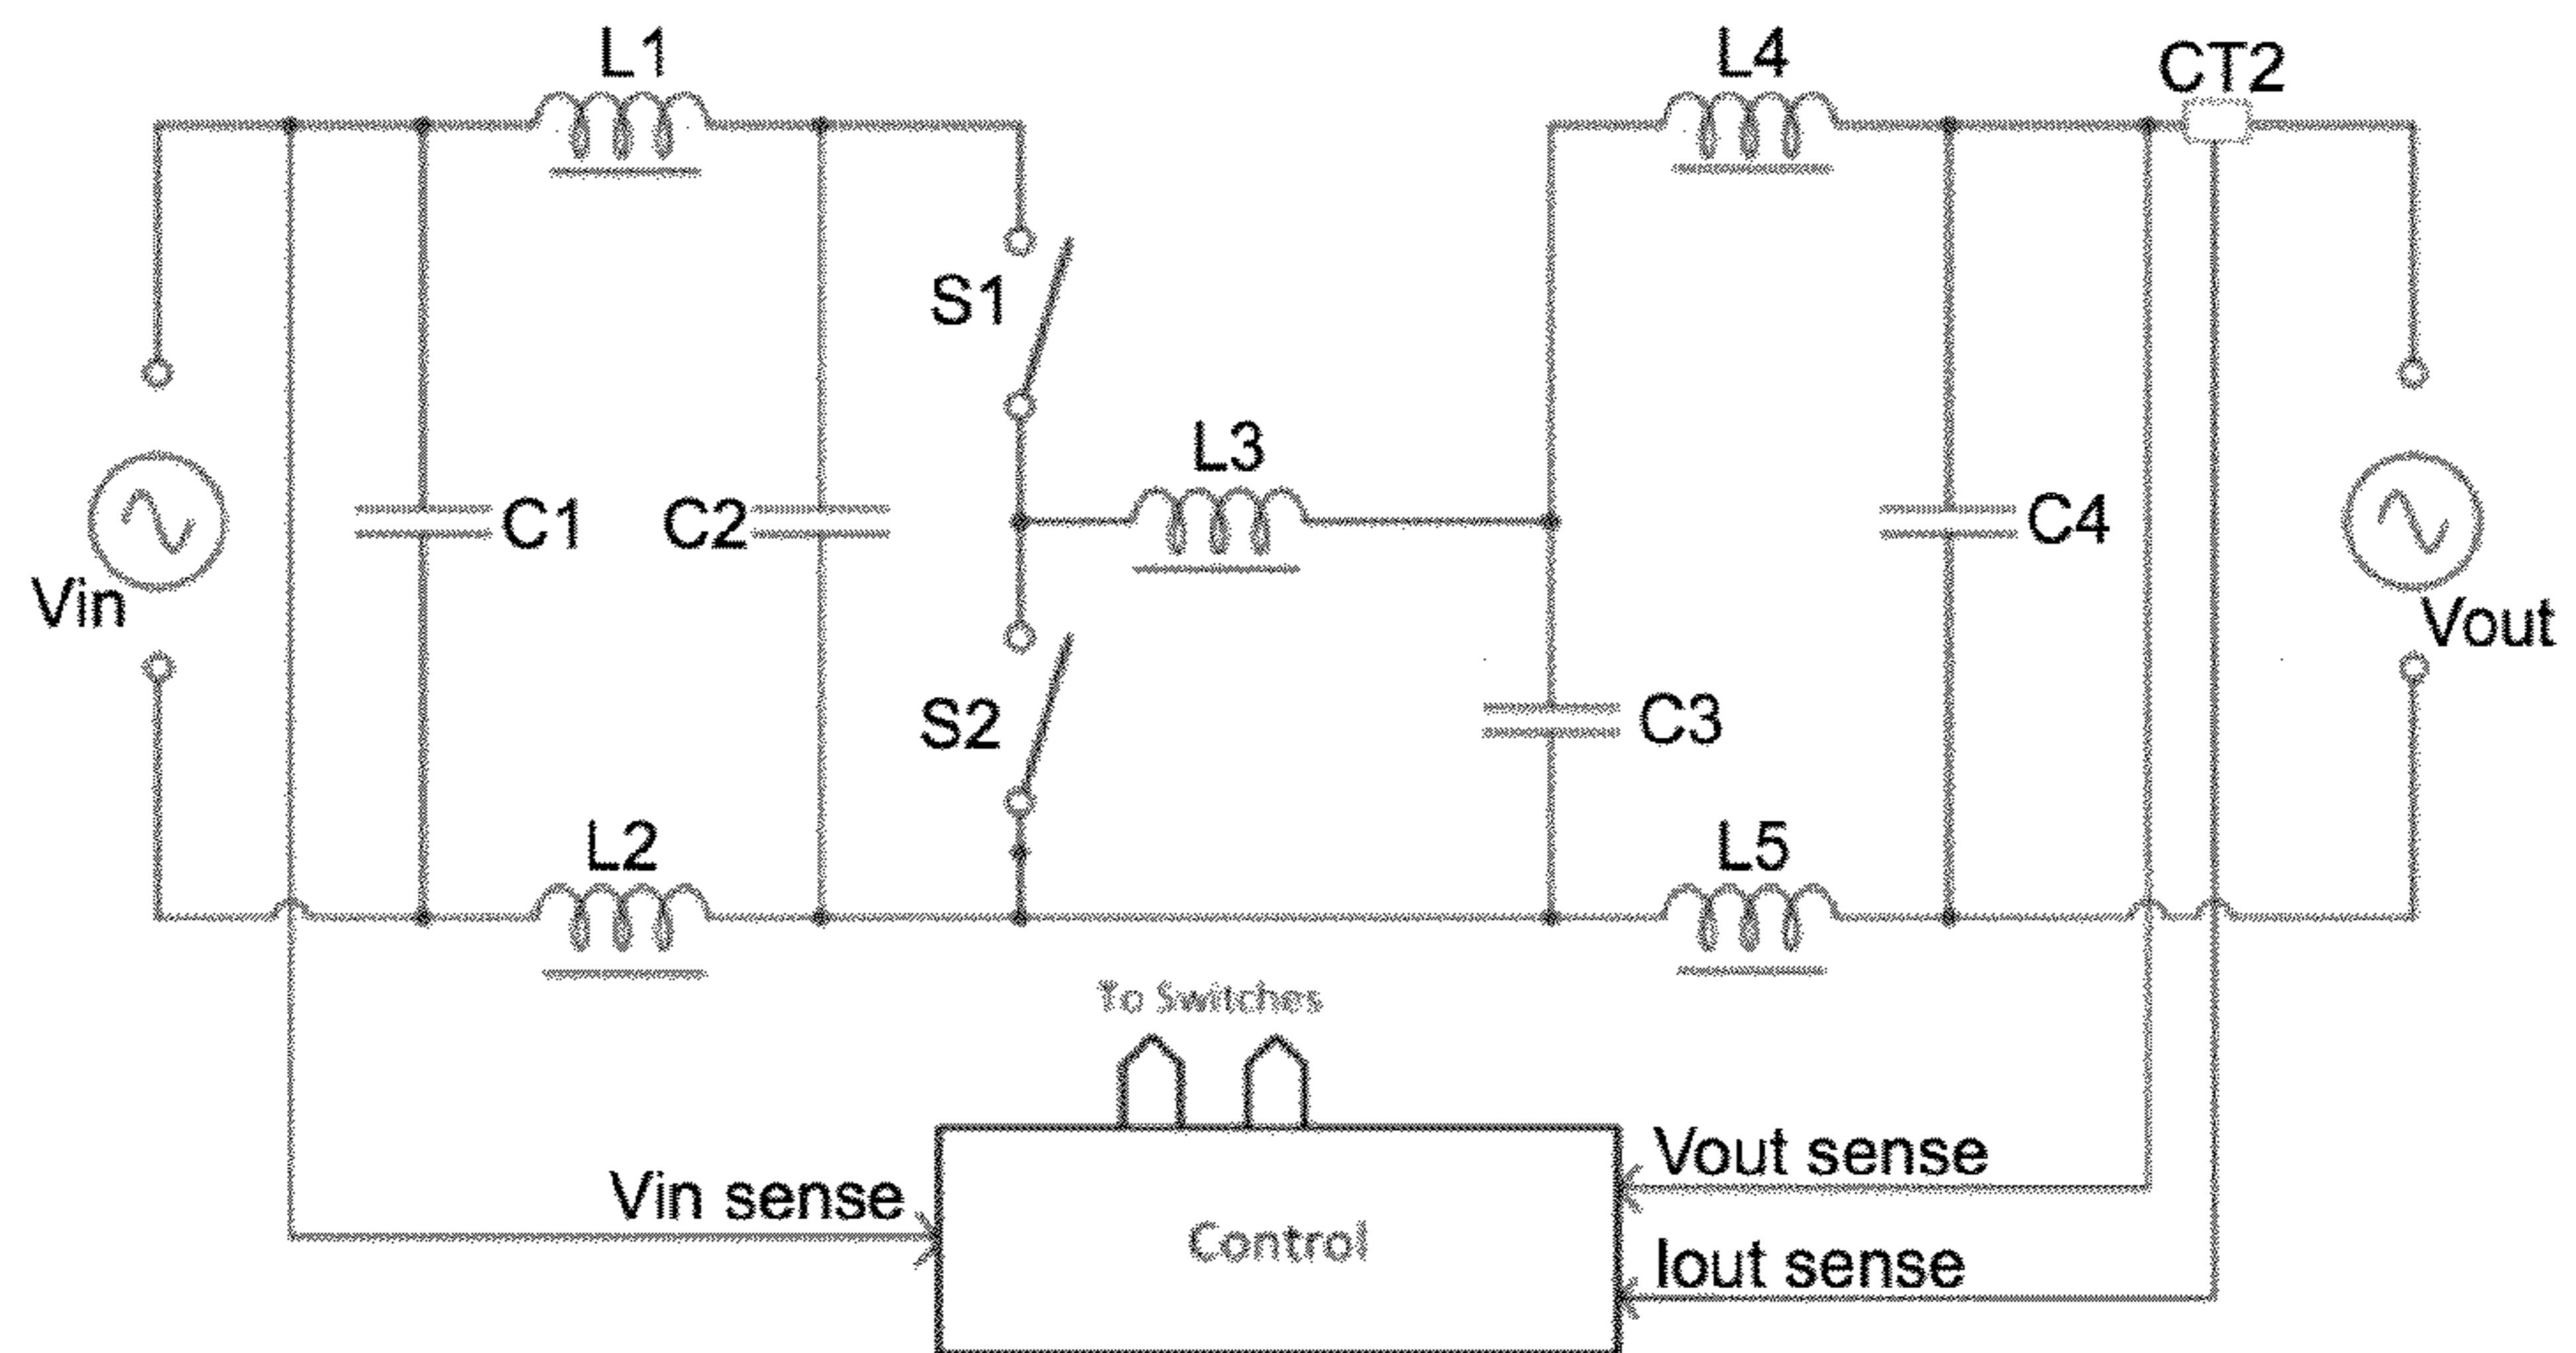 L1
L4
CT2
S1
L3
C1
C2
C4
Vin
Vout
S2
C3
L2
L5
To Switches
Vout sense
Vin sense
Control
Iout sense